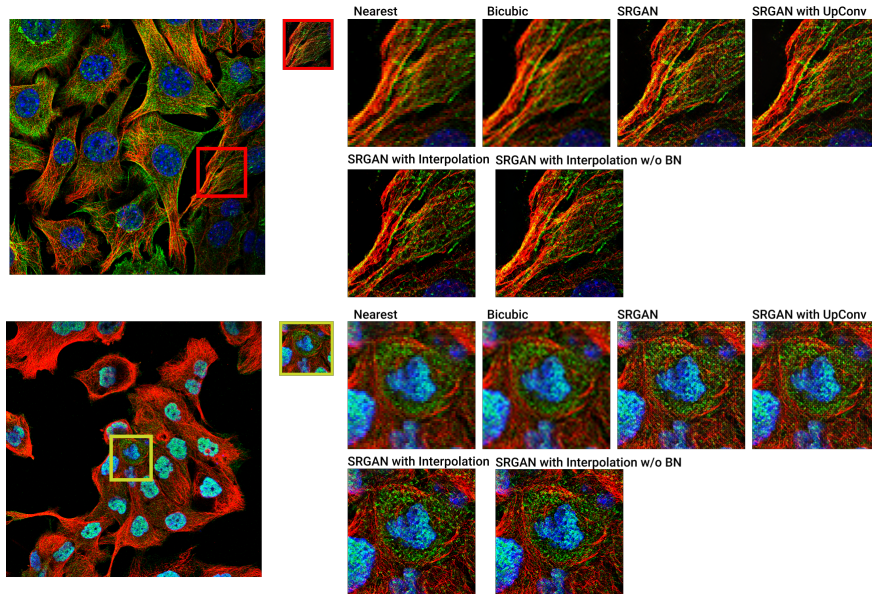 Nearest
Bicubic
SRGAN
SRGAN with UpConv
SRGAN with Interpolation
SRGAN with Interpolation w/o BN
Nearest
Bicubic
SRGAN
SRGAN with UpConv
SRGAN with Interpolation
SRGAN with Interpolation w/o BN